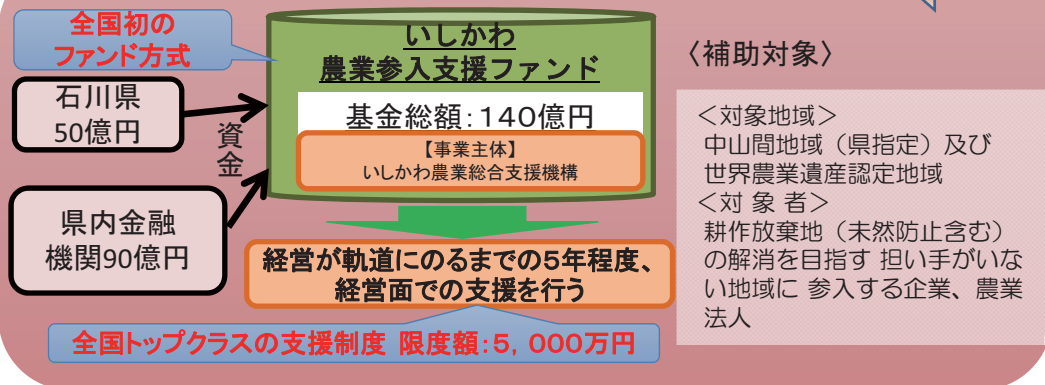 全国初の
ファンド方式
いしかわ
農業参入支援ファンド
基金総額：140億円
【事業主体】
いしかわ農業総合支援機構
石川県
50億円
資金
県内金融
機関90億円
経営が軌道にのるまでの5年程度、
経営面での支援を行う
全国トップクラスの支援制度 限度額：5，000万円
〈補助対象〉
＜対象地域＞
中山間地域（県指定）及び
世界農業遺産認定地域
＜対 象 者＞
耕作放棄地（未然防止含む）
の解消を目指す 担い手がいな
い地域に 参入する企業、農業
法人